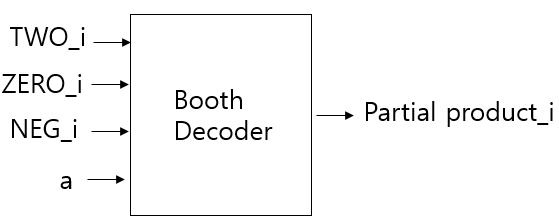 TWO_i
ZERO_i
NEG_i
a
Booth
Decoder
Partial product_i